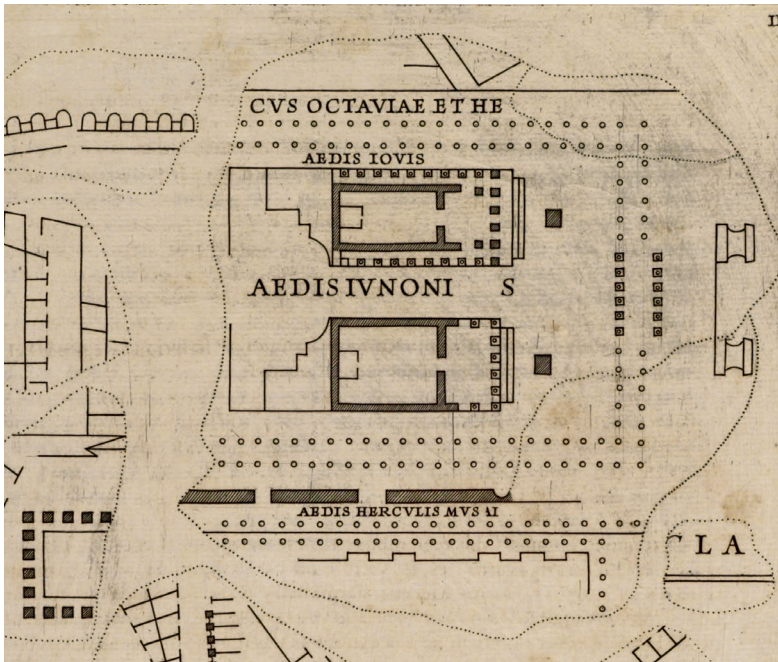 CVS OCTAVIAE ET HE
AEDIS IOVIS
AEDIS IVNONI S
AEDIS HERCVLIS MVS AI
LA